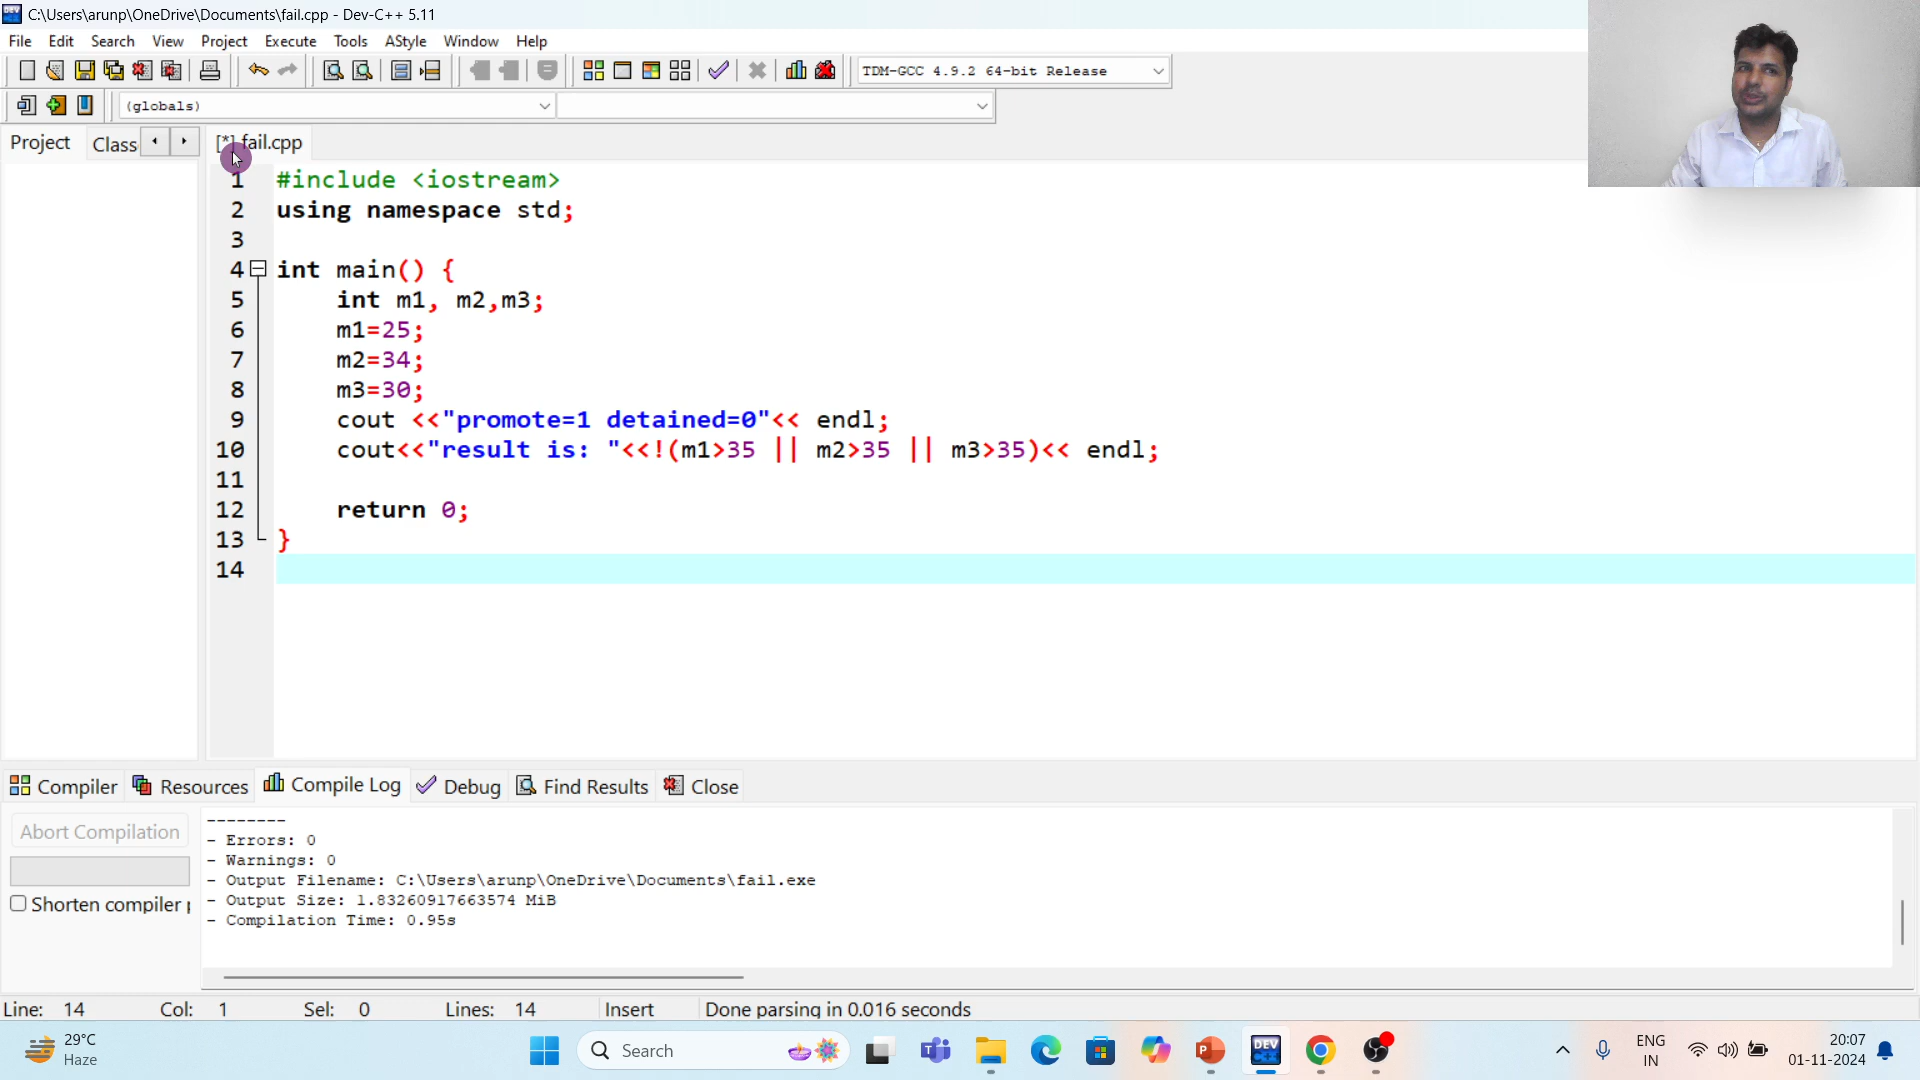 C:\Users\arunp\OneDrive\Documents\fail.cpp - Dev-C++ 5.11
File Edit Search View Project Execute Tools AStyle Window Help
TDM-GCC 4.9.2 64-bit Release
(globals)
Project Class [*] fail.cpp
1 #include <iostream>
2 using namespace std;
3
4 int main() {
5 int m1, m2,m3;
6 m1=25;
7 m2=34;
8 m3=30;
9 cout <<"promote=1 detained=0"<< endl;
10 cout<<"result is: "<<!(m1>35 || m2>35 || m3>35)<< endl;
11
12 return 0;
13 }
14
Compiler Resources Compile Log Debug Find Results Close
Abort Compilation
Shorten compiler p
--------
- Errors: 0
- Warnings: 0
- Output Filename: C:\Users\arunp\OneDrive\Documents\fail.exe
- Output Size: 1.83260917663574 MiB
- Compilation Time: 0.95s
Line: 14 Col: 1 Sel: 0 Lines: 14 Insert Done parsing in 0.016 seconds
29°C
Haze
Search
DEV
C++
ENG
IN
20:07
01-11-2024